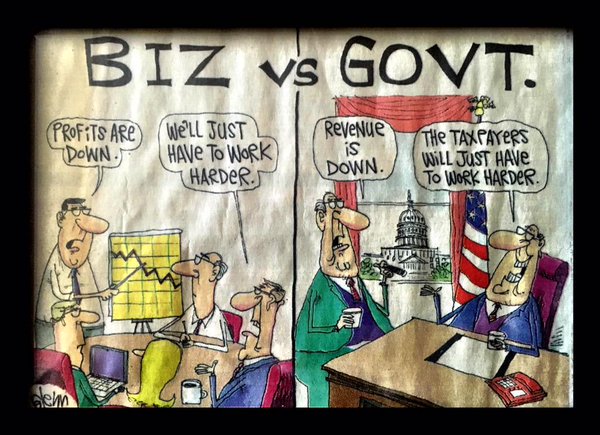 BIZ vs GOVT.
PROFITS ARE
DOWN.
WE'LL JUST
HAVE TO WORK
HARDER.
REVENUE
IS
DOWN.
THE TAXPAYERS
WILL JUST HAVE
TO WORK HARDER.
glenn